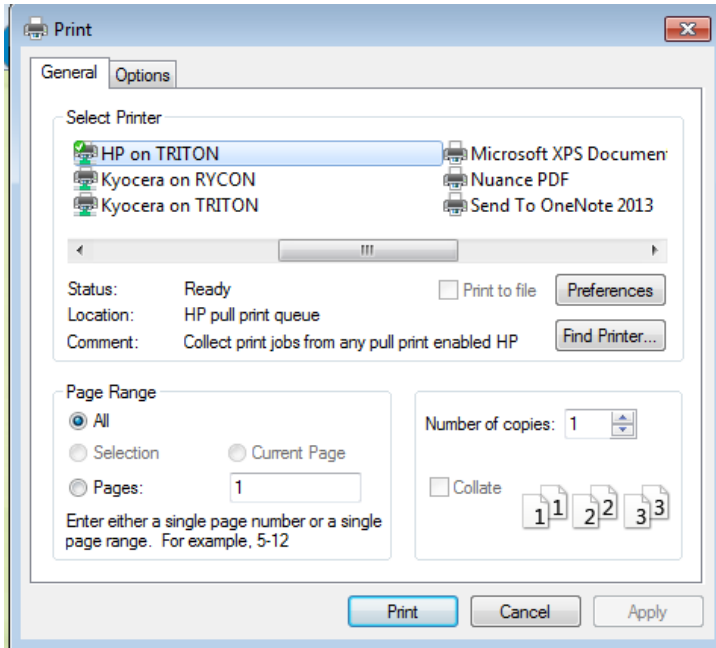 Print
General Options
Select Printer
HP on TRITON Microsoft XPS Documen
Kyocera on RYCON Nuance PDF
Kyocera on TRITON Send To OneNote 2013
Status: Ready Print to file Preferences
Location: HP pull print queue
Comment: Collect print jobs from any pull print enabled HP Find Printer...
Page Range
All
Number of copies: 1
Selection Current Page
Pages: 1
Collate
1 1 2 2 3 3
Enter either a single page number or a single
page range. For example, 5-12
Print Cancel Apply